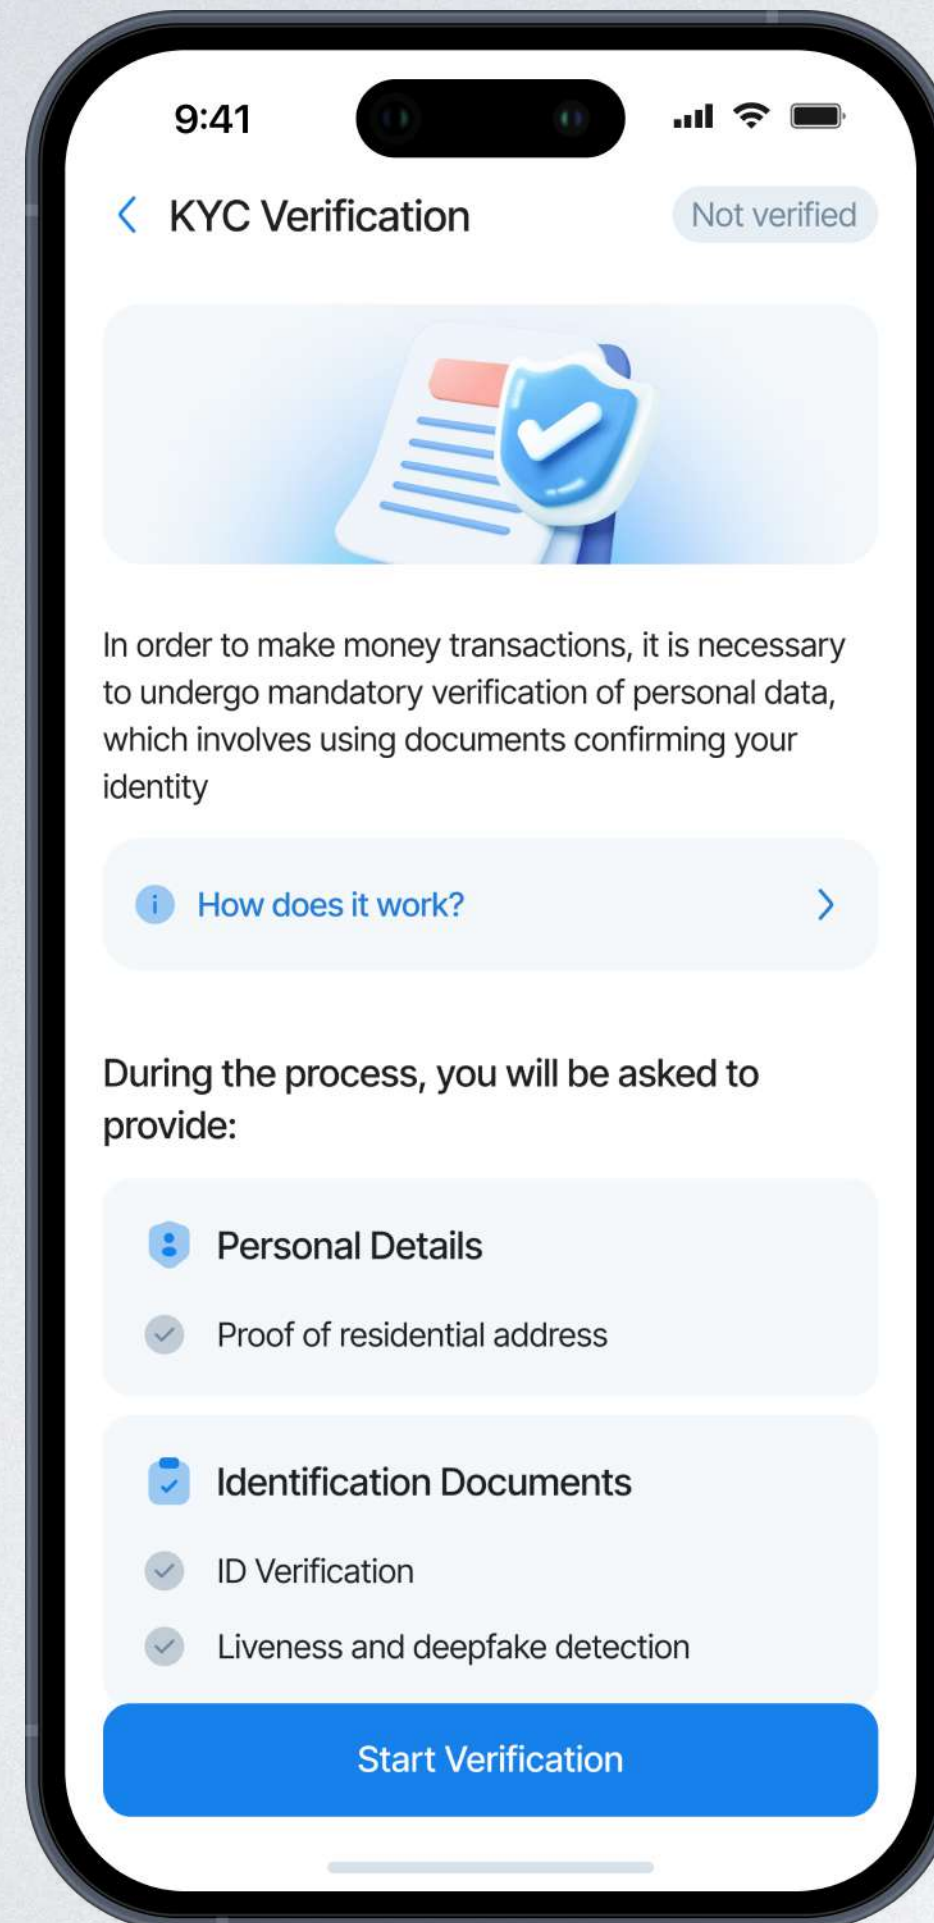 9:41
KYC Verification
Not verified
In order to make money transactions, it is necessary
to undergo mandatory verification of personal data,
which involves using documents confirming your
identity
How does it work?
During the process, you will be asked to
provide:
Personal Details
Proof of residential address
Identification Documents
ID Verification
Liveness and deepfake detection
Start Verification